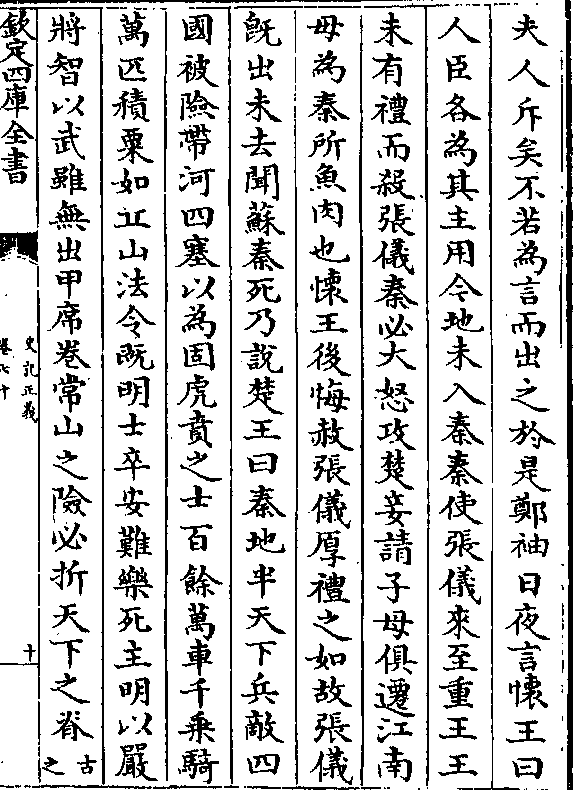 夫人斥矣不若為言而出之於是鄭袖日夜言懷王曰
人臣各為其主用今地未入秦秦使張儀來至重王王
未有禮而殺張儀秦必大怒攻楚妾請子母俱遷江南
毋為秦所魚肉也懷王後悔赦張儀厚禮之如故張儀
既出未去聞蘇秦死乃說楚王曰秦地半天下兵敵四
國被險帶河四塞以為固虎賁之士百餘萬車千乘騎
萬匹積粟如丘山法令既明士卒安難樂死主明以嚴
將智以武雖無出甲席卷常山之險必折天下之脊古
之
欽定四庫全書
史記正義
卷七十
十